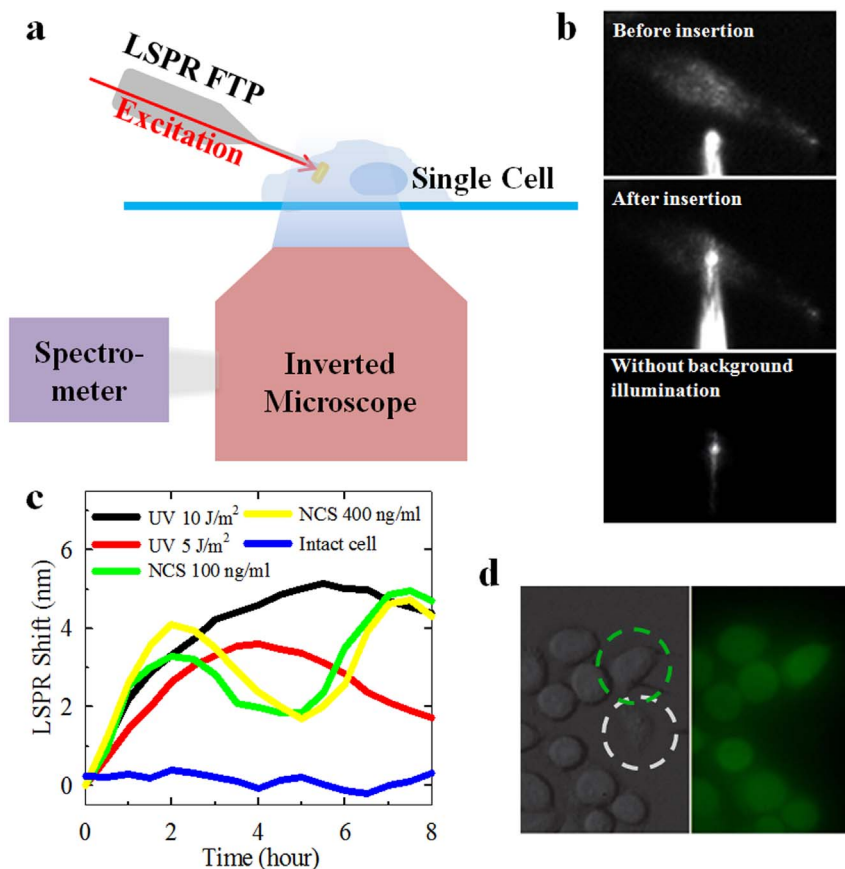 a
LSPR FTP
Excitation
Single Cell
Spectro-
meter
Inverted
Microscope
b
Before insertion
After insertion
Without background
illumination
c
UV 10 J/m²
UV 5 J/m²
NCS 100 ng/ml
NCS 400 ng/ml
Intact cell
LSPR Shift (nm)
6
4
2
0
0 2 4 6 8
Time (hour)
d